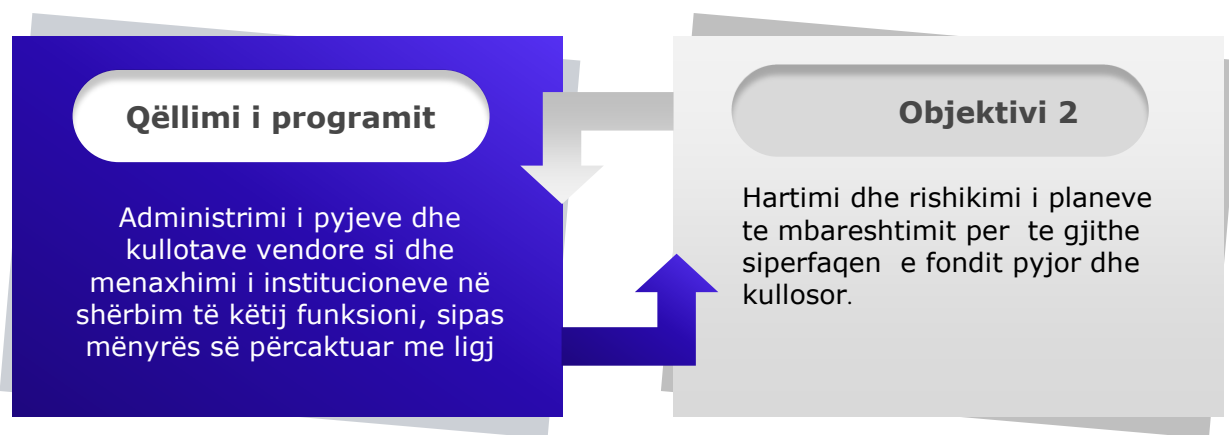 Qëllimi i programit
Administrimi i pyjeve dhe
kullotave vendore si dhe
menaxhimi i institucioneve në
shërbim të këtij funksioni, sipas
mënyrës së përcaktuar me ligj
Objektivi 2
Hartimi dhe rishikimi i planeve
te mbareshtimit per te gjithe
siperfaqen e fondit pyjor dhe
kullosor.